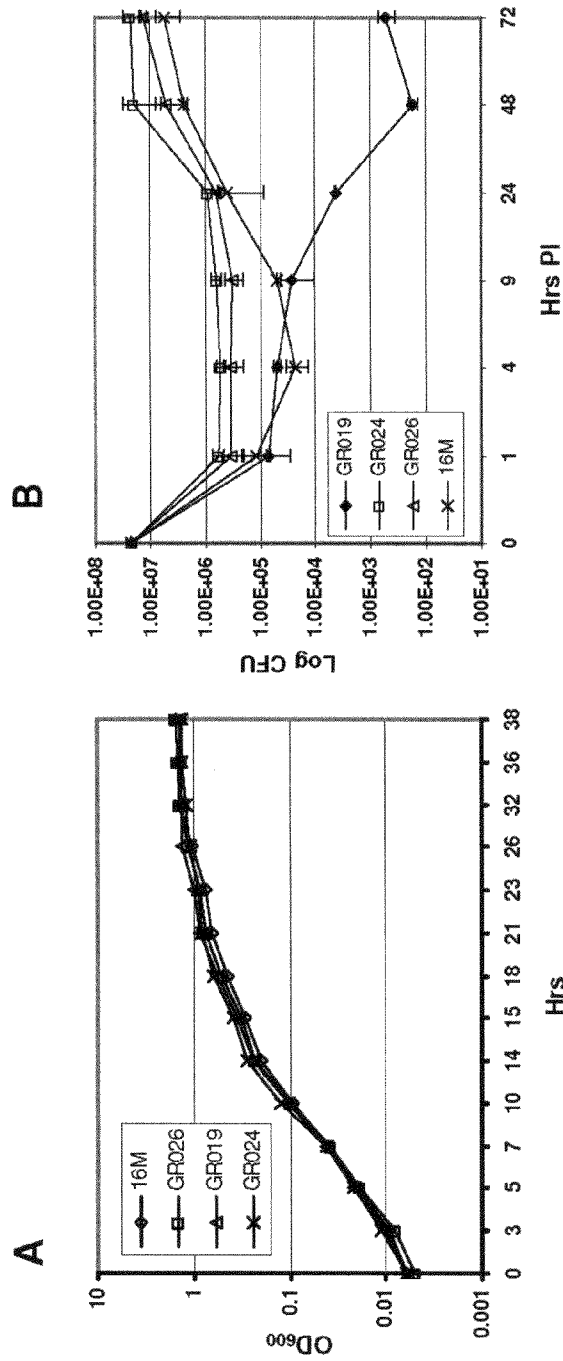 A
10
1
0.1
0.01
0.001
OD600
16M
GR026
GR019
GR024
0 3 5 7 10 14 15 18 21 23 26 32 36 38
Hrs
B
1.00E+08
1.00E+07
1.00E+06
1.00E+05
1.00E+04
1.00E+03
1.00E+02
1.00E+01
Log CFU
GR019
GR024
GR026
16M
0 1 4 9 24 48 72
Hrs PI